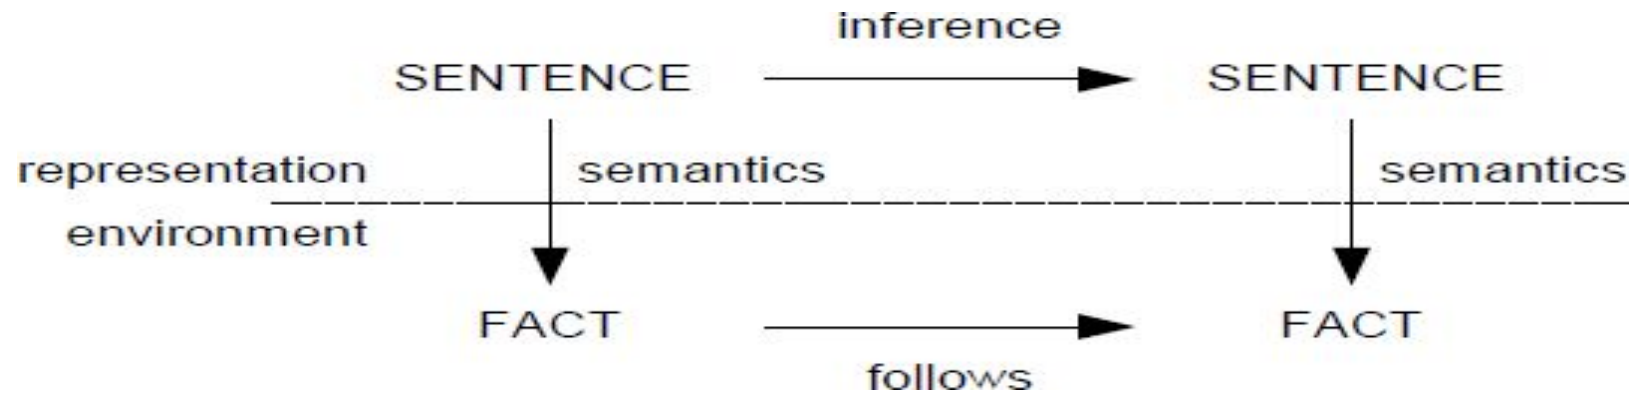 inference
SENTENCE SENTENCE
representation semantics semantics
environment
FACT FACT
follows